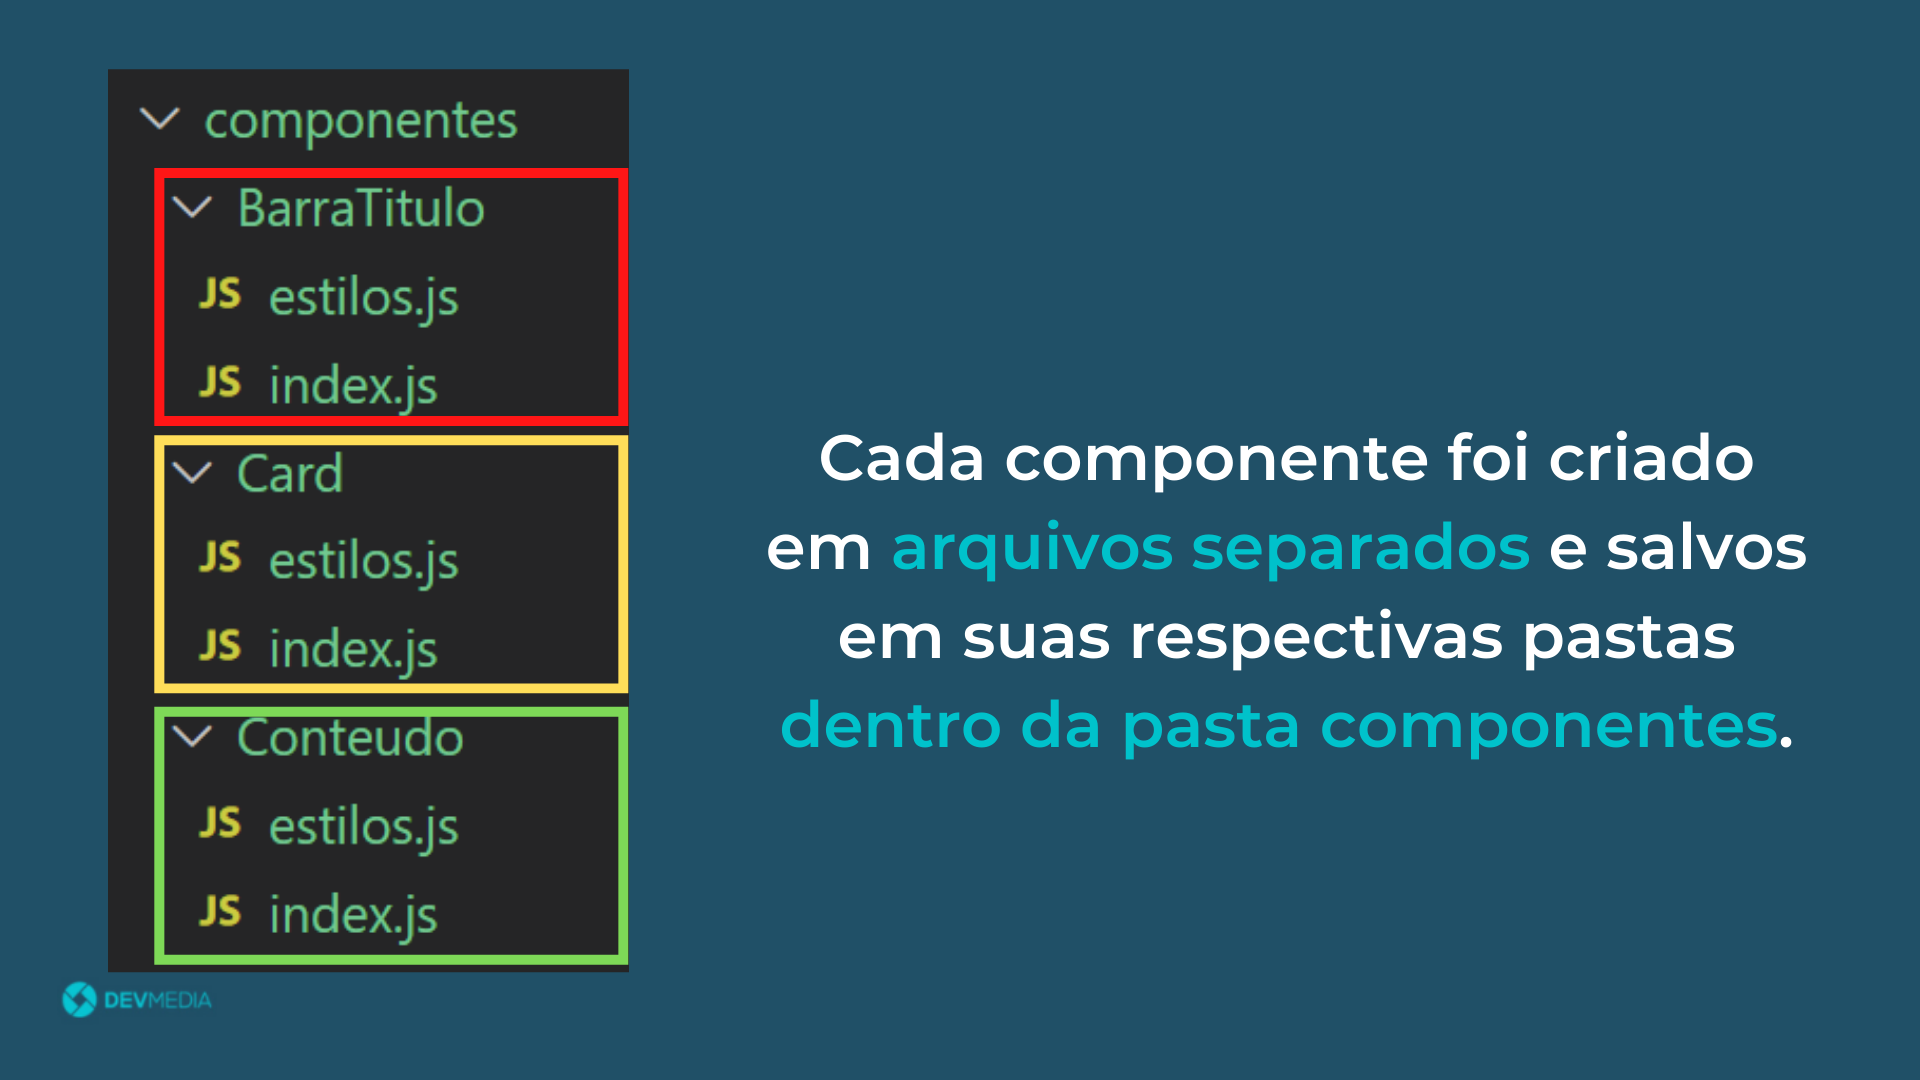 componentes
BarraTitulo
JS estilos.js
JS index.js
Card
JS estilos.js
JS index.js
Conteudo
JS estilos.js
JS index.js
Cada componente foi criado
em arquivos separados e salvos
em suas respectivas pastas
dentro da pasta componentes.
DEVMEDIA